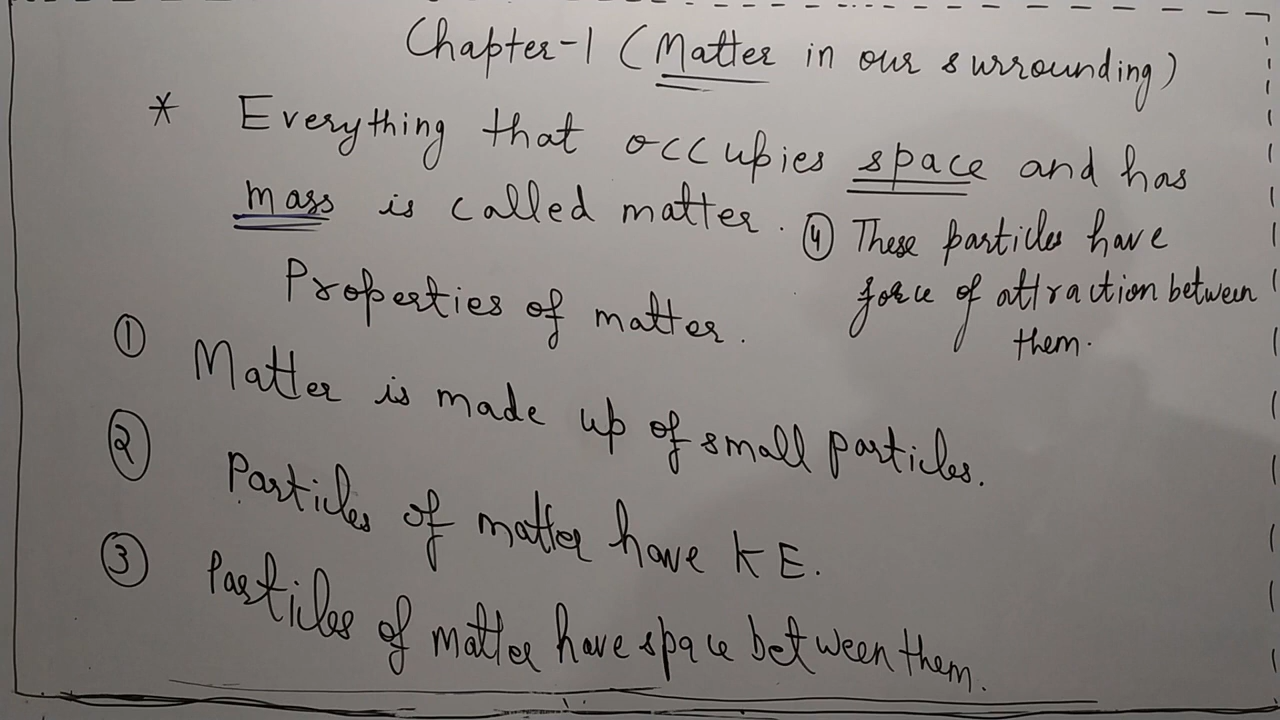 Chapter-1 (Matter in our surrounding)
* Everything that occupies space and has
mass is called matter.
Properties of matter.
① Matter is made up of small particles.
② Particles of matter have KE.
③ Particles of matter have space between them.
④ These particles have
force of attraction between
them.